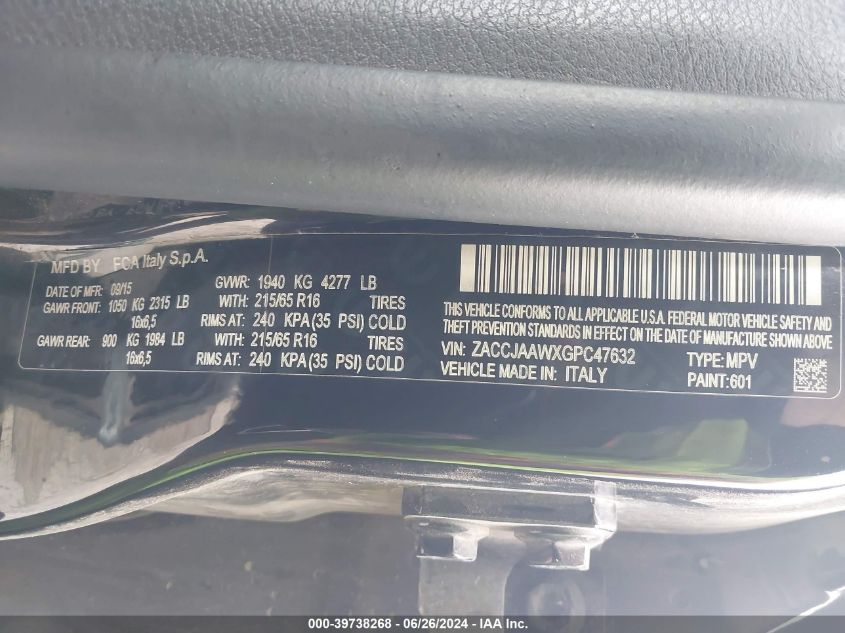 MFD BY FCA Italy S.p.A.
DATE OF MFR: 09/15 GVWR: 1940 KG 4277 LB
GAWR FRONT: 1050 KG 2315 LB WITH: 215/65 R16 TIRES
16x6,5 RIMS AT: 240 KPA(35 PSI) COLD
GAWR REAR: 900 KG 1984 LB WITH: 215/65 R16 TIRES
16x6,5 RIMS AT: 240 KPA(35 PSI) COLD
THIS VEHICLE CONFORMS TO ALL APPLICABLE U.S.A. FEDERAL MOTOR VEHICLE SAFETY AND
THEFT PREVENTION STANDARDS IN EFFECT ON THE DATE OF MANUFACTURE SHOWN ABOVE
VIN: ZACCJAAWXGPC47632 TYPE: MPV
VEHICLE MADE IN: ITALY PAINT: 601
000-39738268 - 06/26/2024 - IAA Inc.